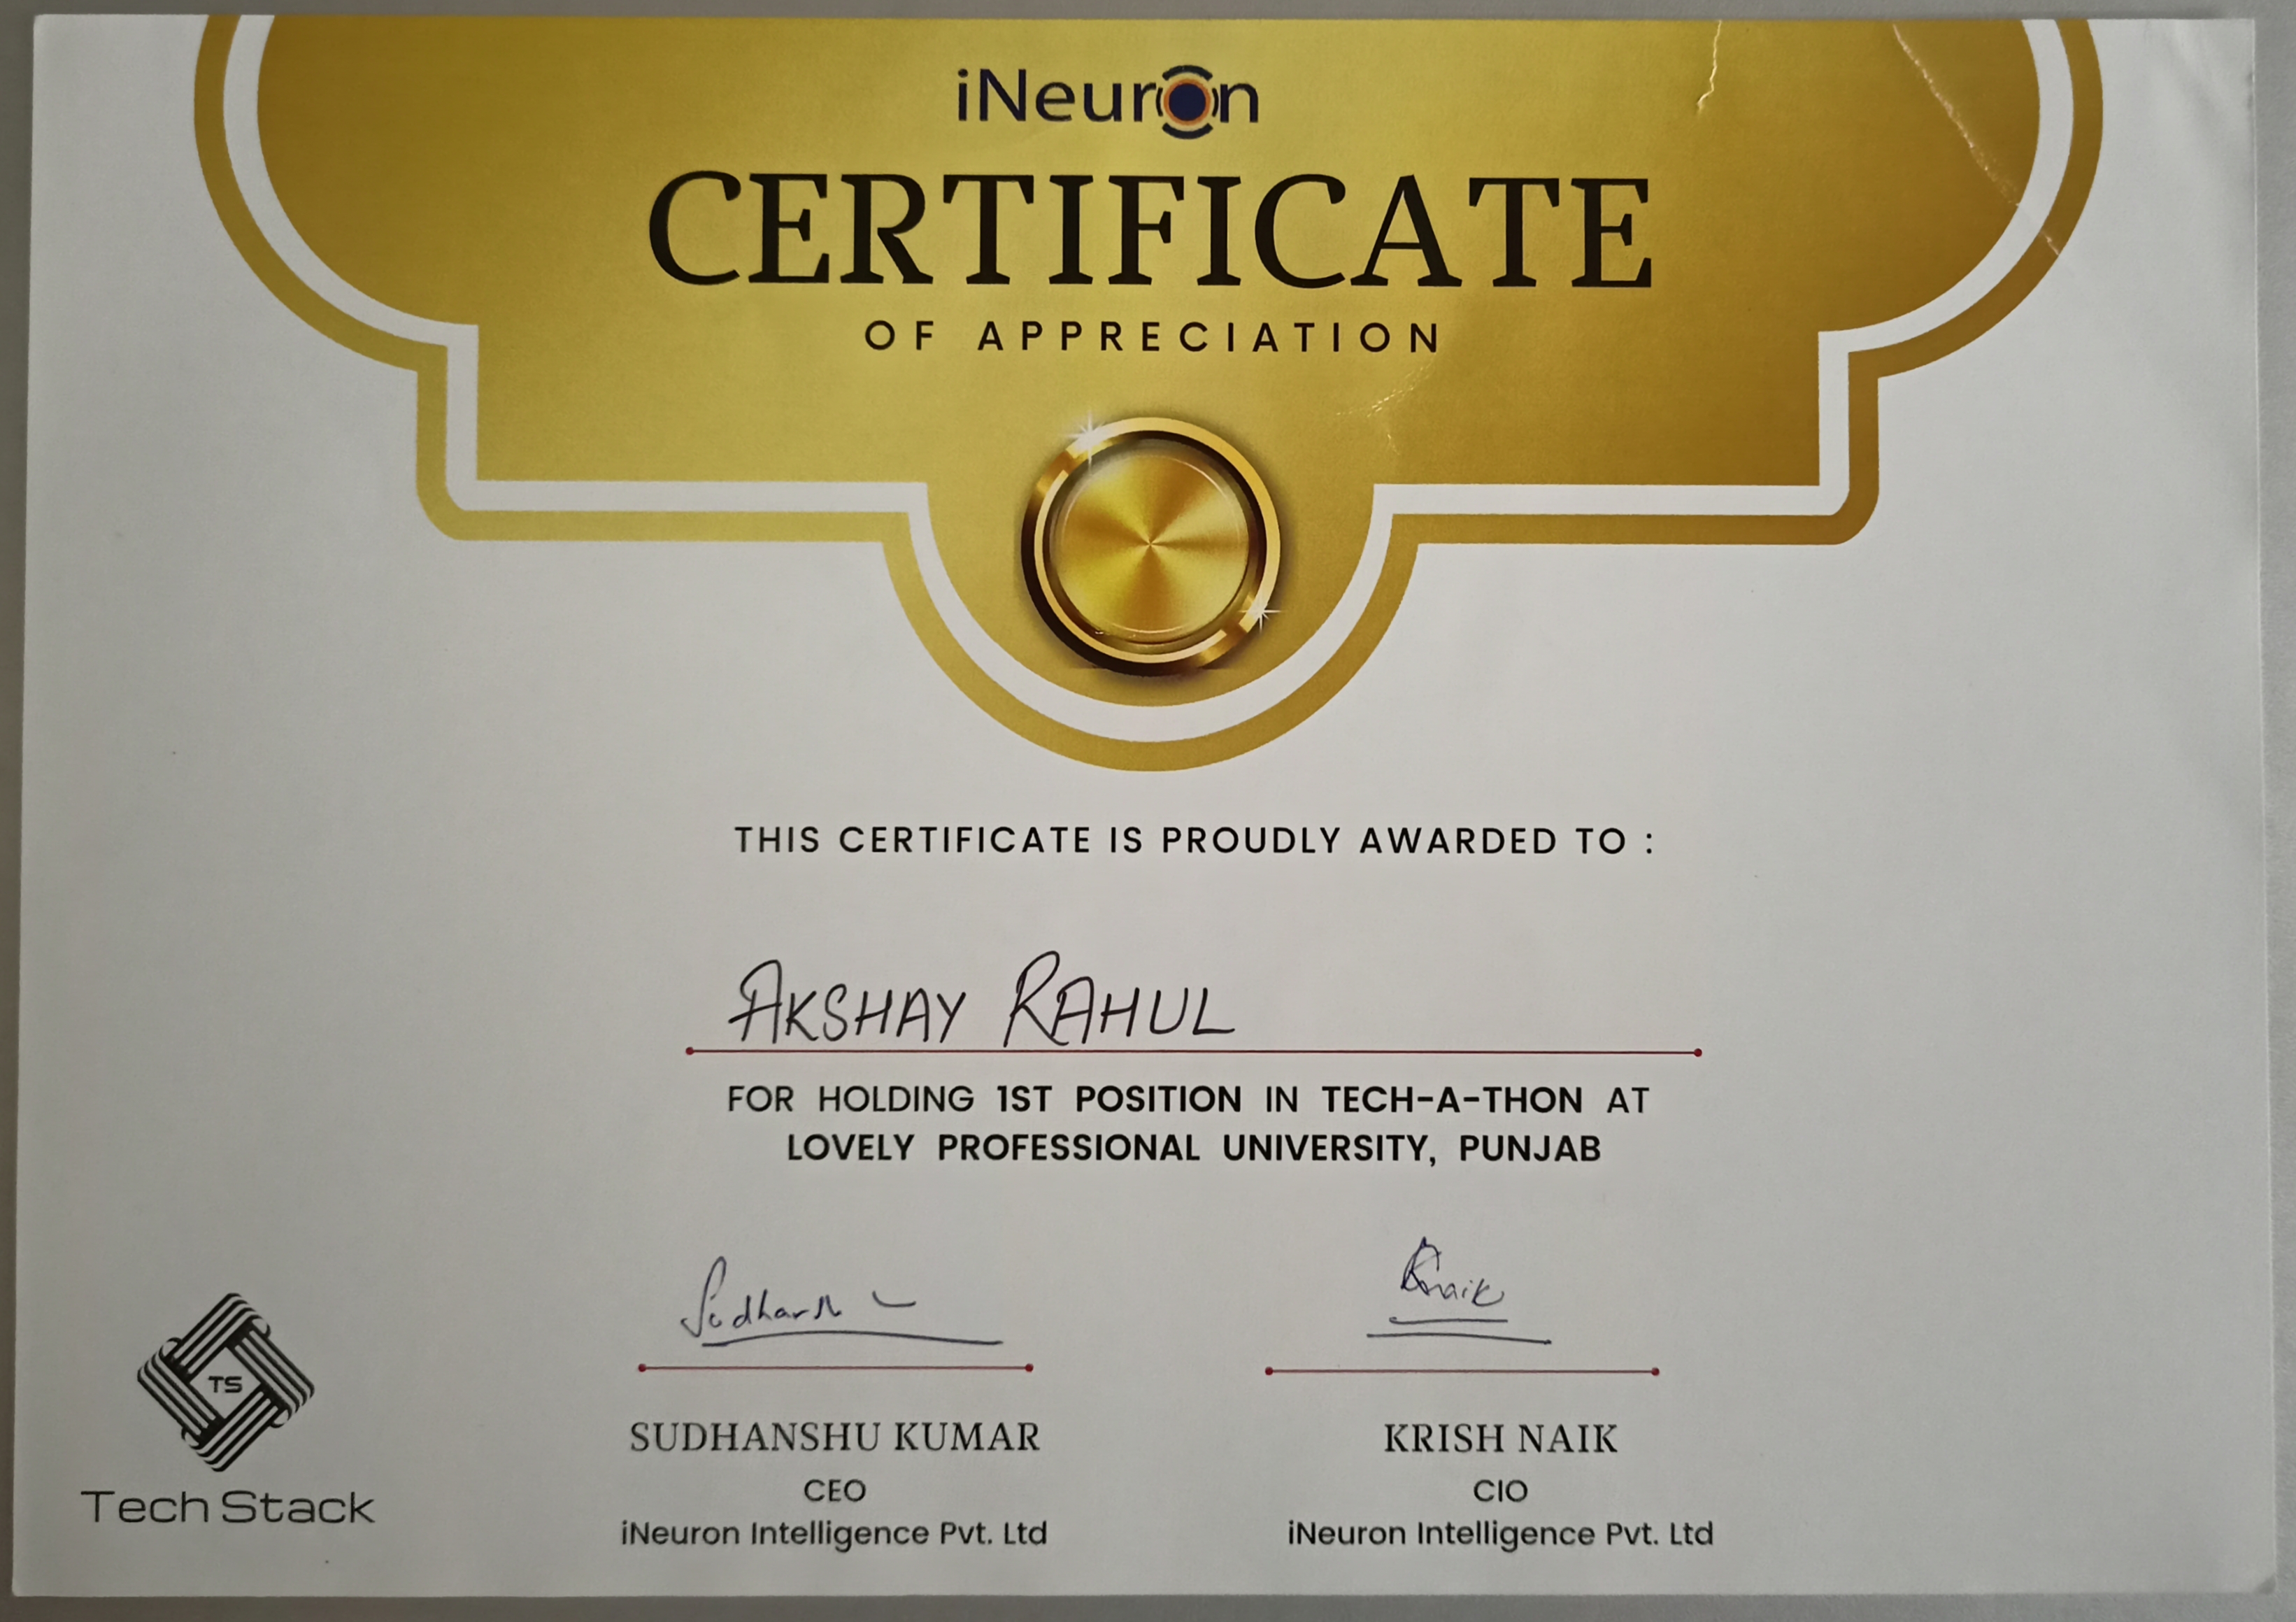 iNeuron
CERTIFICATE
OF APPRECIATION
THIS CERTIFICATE IS PROUDLY AWARDED TO :
AKSHAY RAHUL
FOR HOLDING 1ST POSITION IN TECH-A-THON AT
LOVELY PROFESSIONAL UNIVERSITY, PUNJAB
Knaik
SUDHANSHU KUMAR
CEO
iNeuron Intelligence Pvt. Ltd
KRISH NAIK
CIO
iNeuron Intelligence Pvt. Ltd
TS
Tech Stack